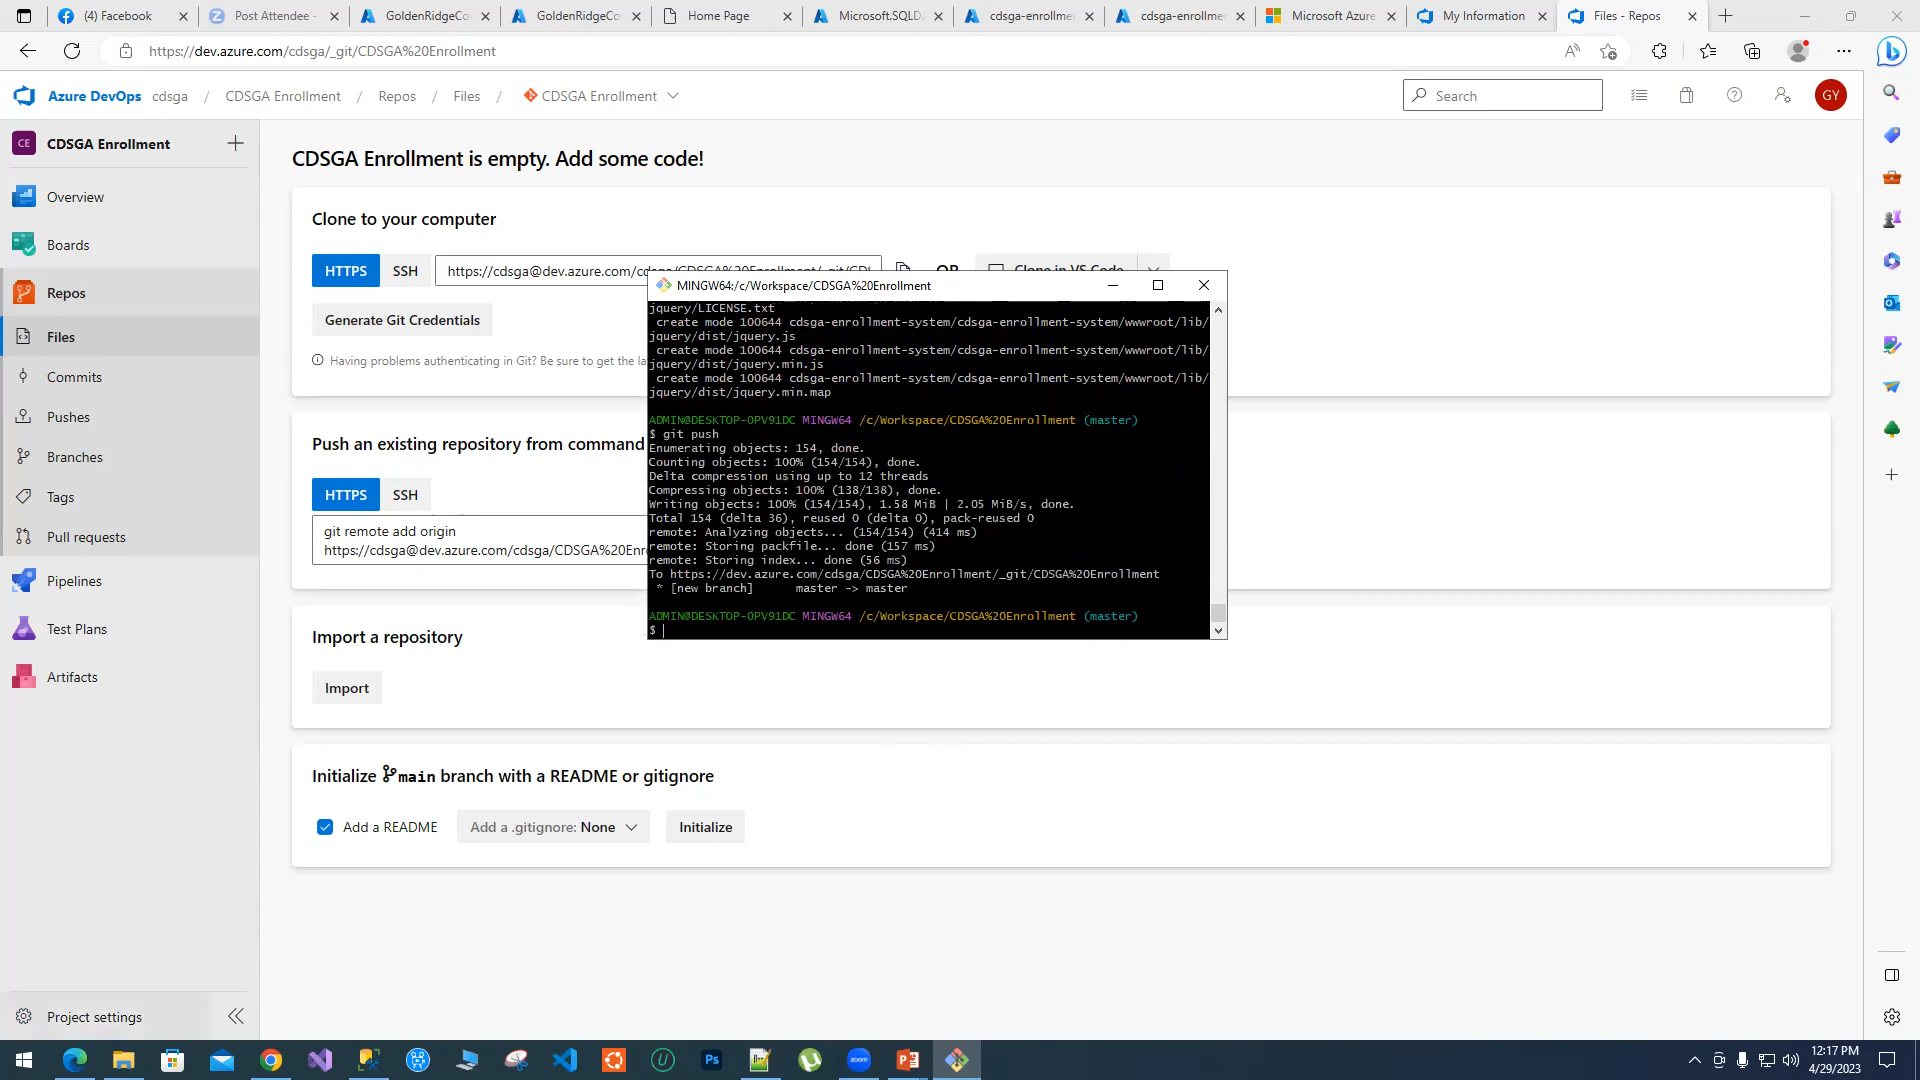 (4) Facebook
Post Attendee -
GoldenRidgeCo
GoldenRidgeCo
Home Page
Microsoft.SQLD
cdsga-enrollme
cdsga-enrollme
Microsoft Azure
My Information
Files - Repos
https://dev.azure.com/cdsga/_git/CDSGA%20Enrollment
Azure DevOps cdsga / CDSGA Enrollment / Repos / Files / CDSGA Enrollment
Search
GY
CE CDSGA Enrollment
Overview
Boards
Repos
Files
Commits
Pushes
Branches
Tags
Pull requests
Pipelines
Test Plans
Artifacts
Project settings
CDSGA Enrollment is empty. Add some code!
Clone to your computer
HTTPS SSH https://cdsga@dev.azure.com/cdsga/CDSGA%20Enrollment/_git/CDS OR Clone in VS Code
Generate Git Credentials
Having problems authenticating in Git? Be sure to get the la
Push an existing repository from command
HTTPS SSH
git remote add origin
https://cdsga@dev.azure.com/cdsga/CDSGA%20Enro
Import a repository
Import
Initialize main branch with a README or gitignore
Add a README Add a .gitignore: None Initialize
MINGW64:/c/Workspace/CDSGA%20Enrollment
jquery/LICENSE.txt
create mode 100644 cdsga-enrollment-system/cdsga-enrollment-system/wwwroot/lib/
jquery/dist/jquery.js
create mode 100644 cdsga-enrollment-system/cdsga-enrollment-system/wwwroot/lib/
jquery/dist/jquery.min.js
create mode 100644 cdsga-enrollment-system/cdsga-enrollment-system/wwwroot/lib/
jquery/dist/jquery.min.map
ADMIN@DESKTOP-OPV91DC MINGW64 /c/Workspace/CDSGA%20Enrollment (master)
$ git push
Enumerating objects: 154, done.
Counting objects: 100% (154/154), done.
Delta compression using up to 12 threads
Compressing objects: 100% (138/138), done.
Writing objects: 100% (154/154), 1.58 MiB | 2.05 MiB/s, done.
Total 154 (delta 36), reused 0 (delta 0), pack-reused 0
remote: Analyzing objects... (154/154) (414 ms)
remote: Storing packfile... done (157 ms)
remote: Storing index... done (56 ms)
To https://dev.azure.com/cdsga/CDSGA%20Enrollment/_git/CDSGA%20Enrollment
* [new branch] master -> master
ADMIN@DESKTOP-OPV91DC MINGW64 /c/Workspace/CDSGA%20Enrollment (master)
$
Ps
zoom
12:17 PM
4/29/2023